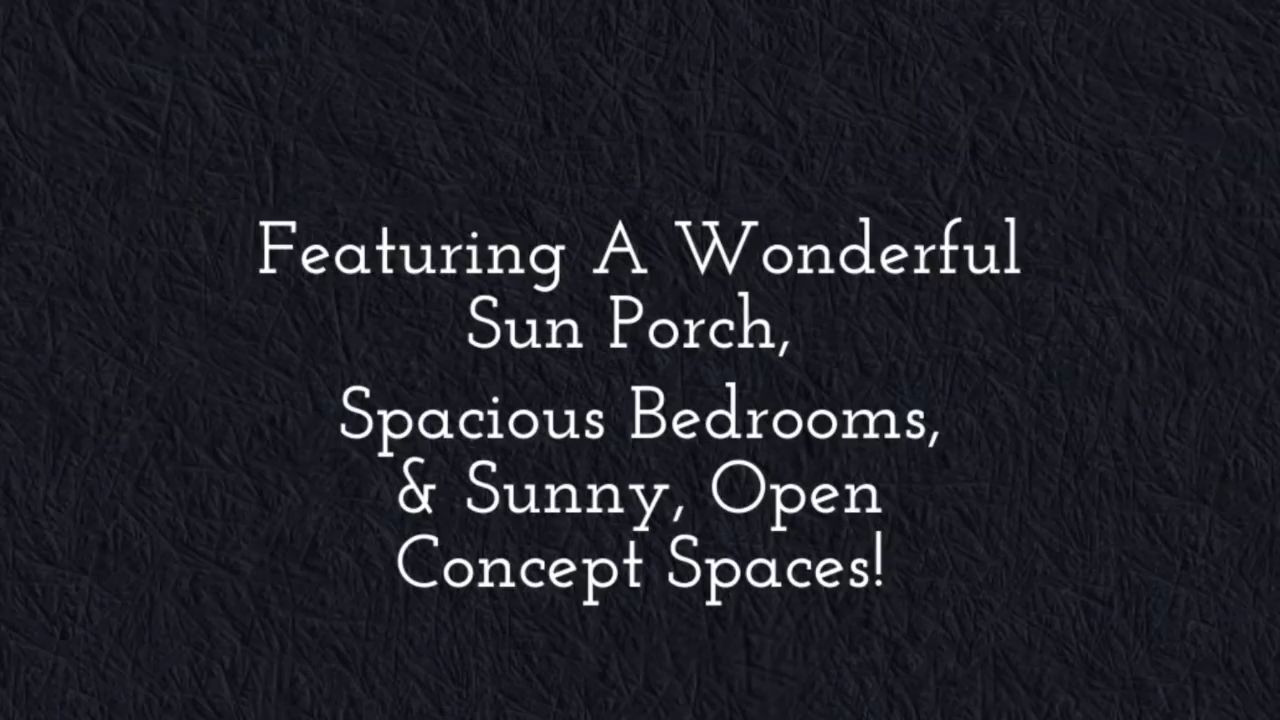 Featuring A Wonderful
Sun Porch,
Spacious Bedrooms,
& Sunny, Open
Concept Spaces!